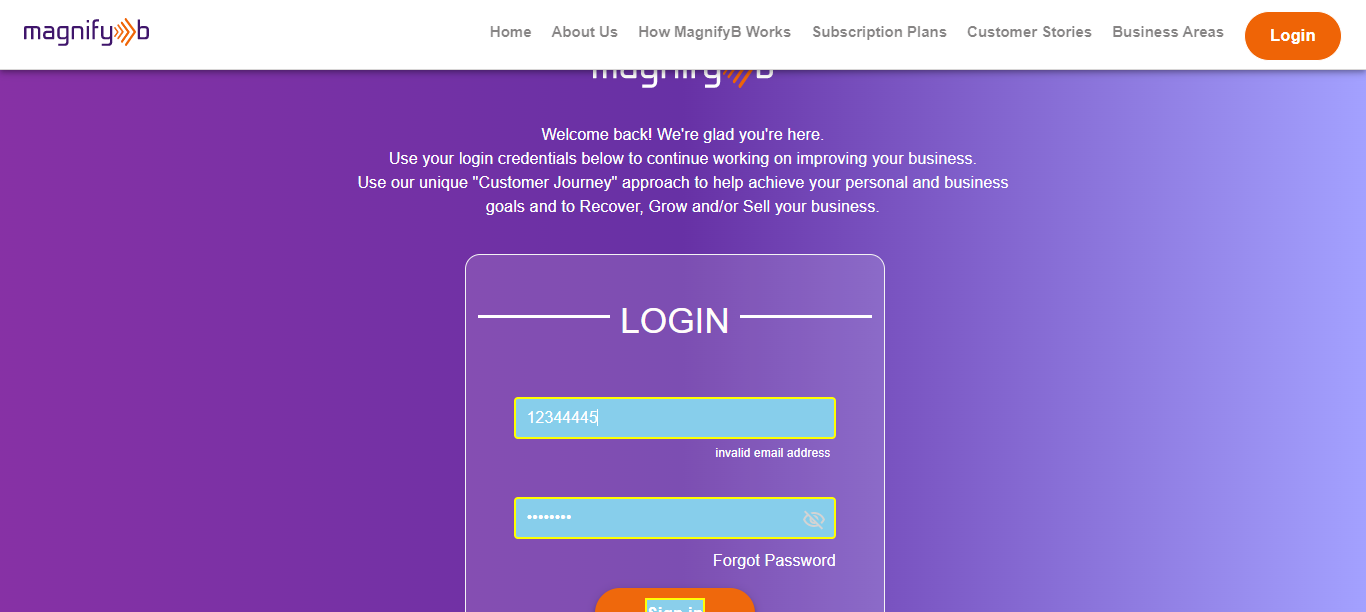 magnifyb
Home About Us How MagnifyB Works Subscription Plans Customer Stories Business Areas Login
magnifyb
Welcome back! We're glad you're here.
Use your login credentials below to continue working on improving your business.
Use our unique "Customer Journey" approach to help achieve your personal and business
goals and to Recover, Grow and/or Sell your business.
LOGIN
12344445
invalid email address
••••••••
Forgot Password
Sign in